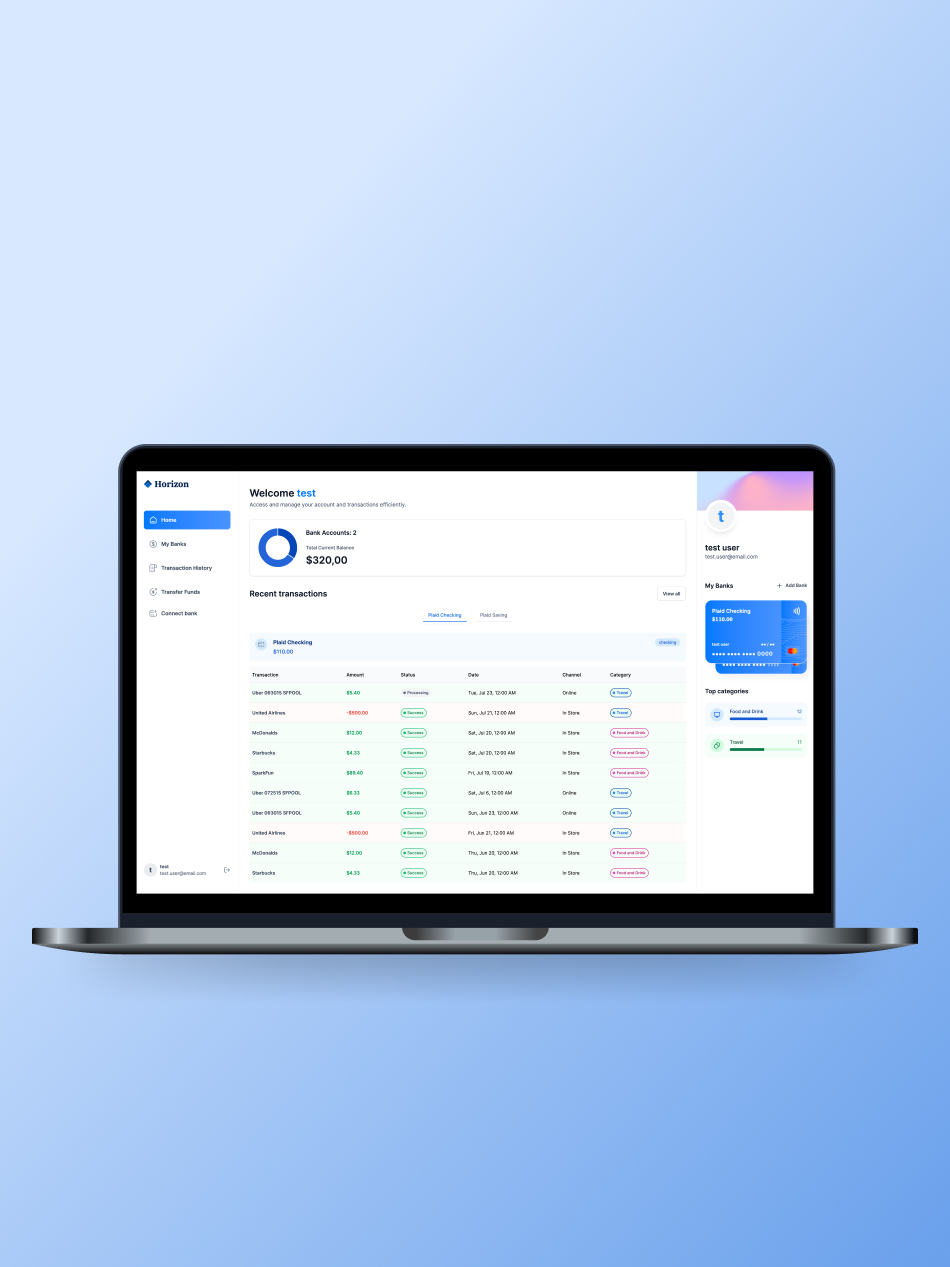 Horizon
Home
My Banks
Transaction History
Transfer Funds
Connect bank
t
test
test.user@email.com
Welcome test
Access and manage your account and transactions efficiently.
Bank Accounts: 2
Total Current Balance
$320,00
Recent transactions
View all
Plaid Checking Plaid Saving
Plaid Checking
$110.00
checking
Transaction Amount Status Date Channel Category
Uber 063015 SFPOOL $5.40 Processing Tue, Jul 23, 12:00 AM Online Travel
United Airlines -$500.00 Success Sun, Jul 21, 12:00 AM In Store Travel
McDonalds $12.00 Success Sat, Jul 20, 12:00 AM In Store Food and Drink
Starbucks $4.33 Success Sat, Jul 20, 12:00 AM In Store Food and Drink
SparkFun $89.40 Success Fri, Jul 19, 12:00 AM In Store Food and Drink
Uber 072515 SFPOOL $6.33 Success Sat, Jul 6, 12:00 AM Online Travel
Uber 063015 SFPOOL $5.40 Success Sun, Jun 23, 12:00 AM Online Travel
United Airlines -$500.00 Success Fri, Jun 21, 12:00 AM In Store Travel
McDonalds $12.00 Success Thu, Jun 20, 12:00 AM In Store Food and Drink
Starbucks $4.33 Success Thu, Jun 20, 12:00 AM In Store Food and Drink
t
test user
test.user@email.com
My Banks
+ Add Bank
Plaid Checking
$110.00
test user ●● / ●●
●●●● ●●●● ●●●● 0000
●●●● ●●●● ●●●● 1111
Top categories
Food and Drink 12
Travel 11